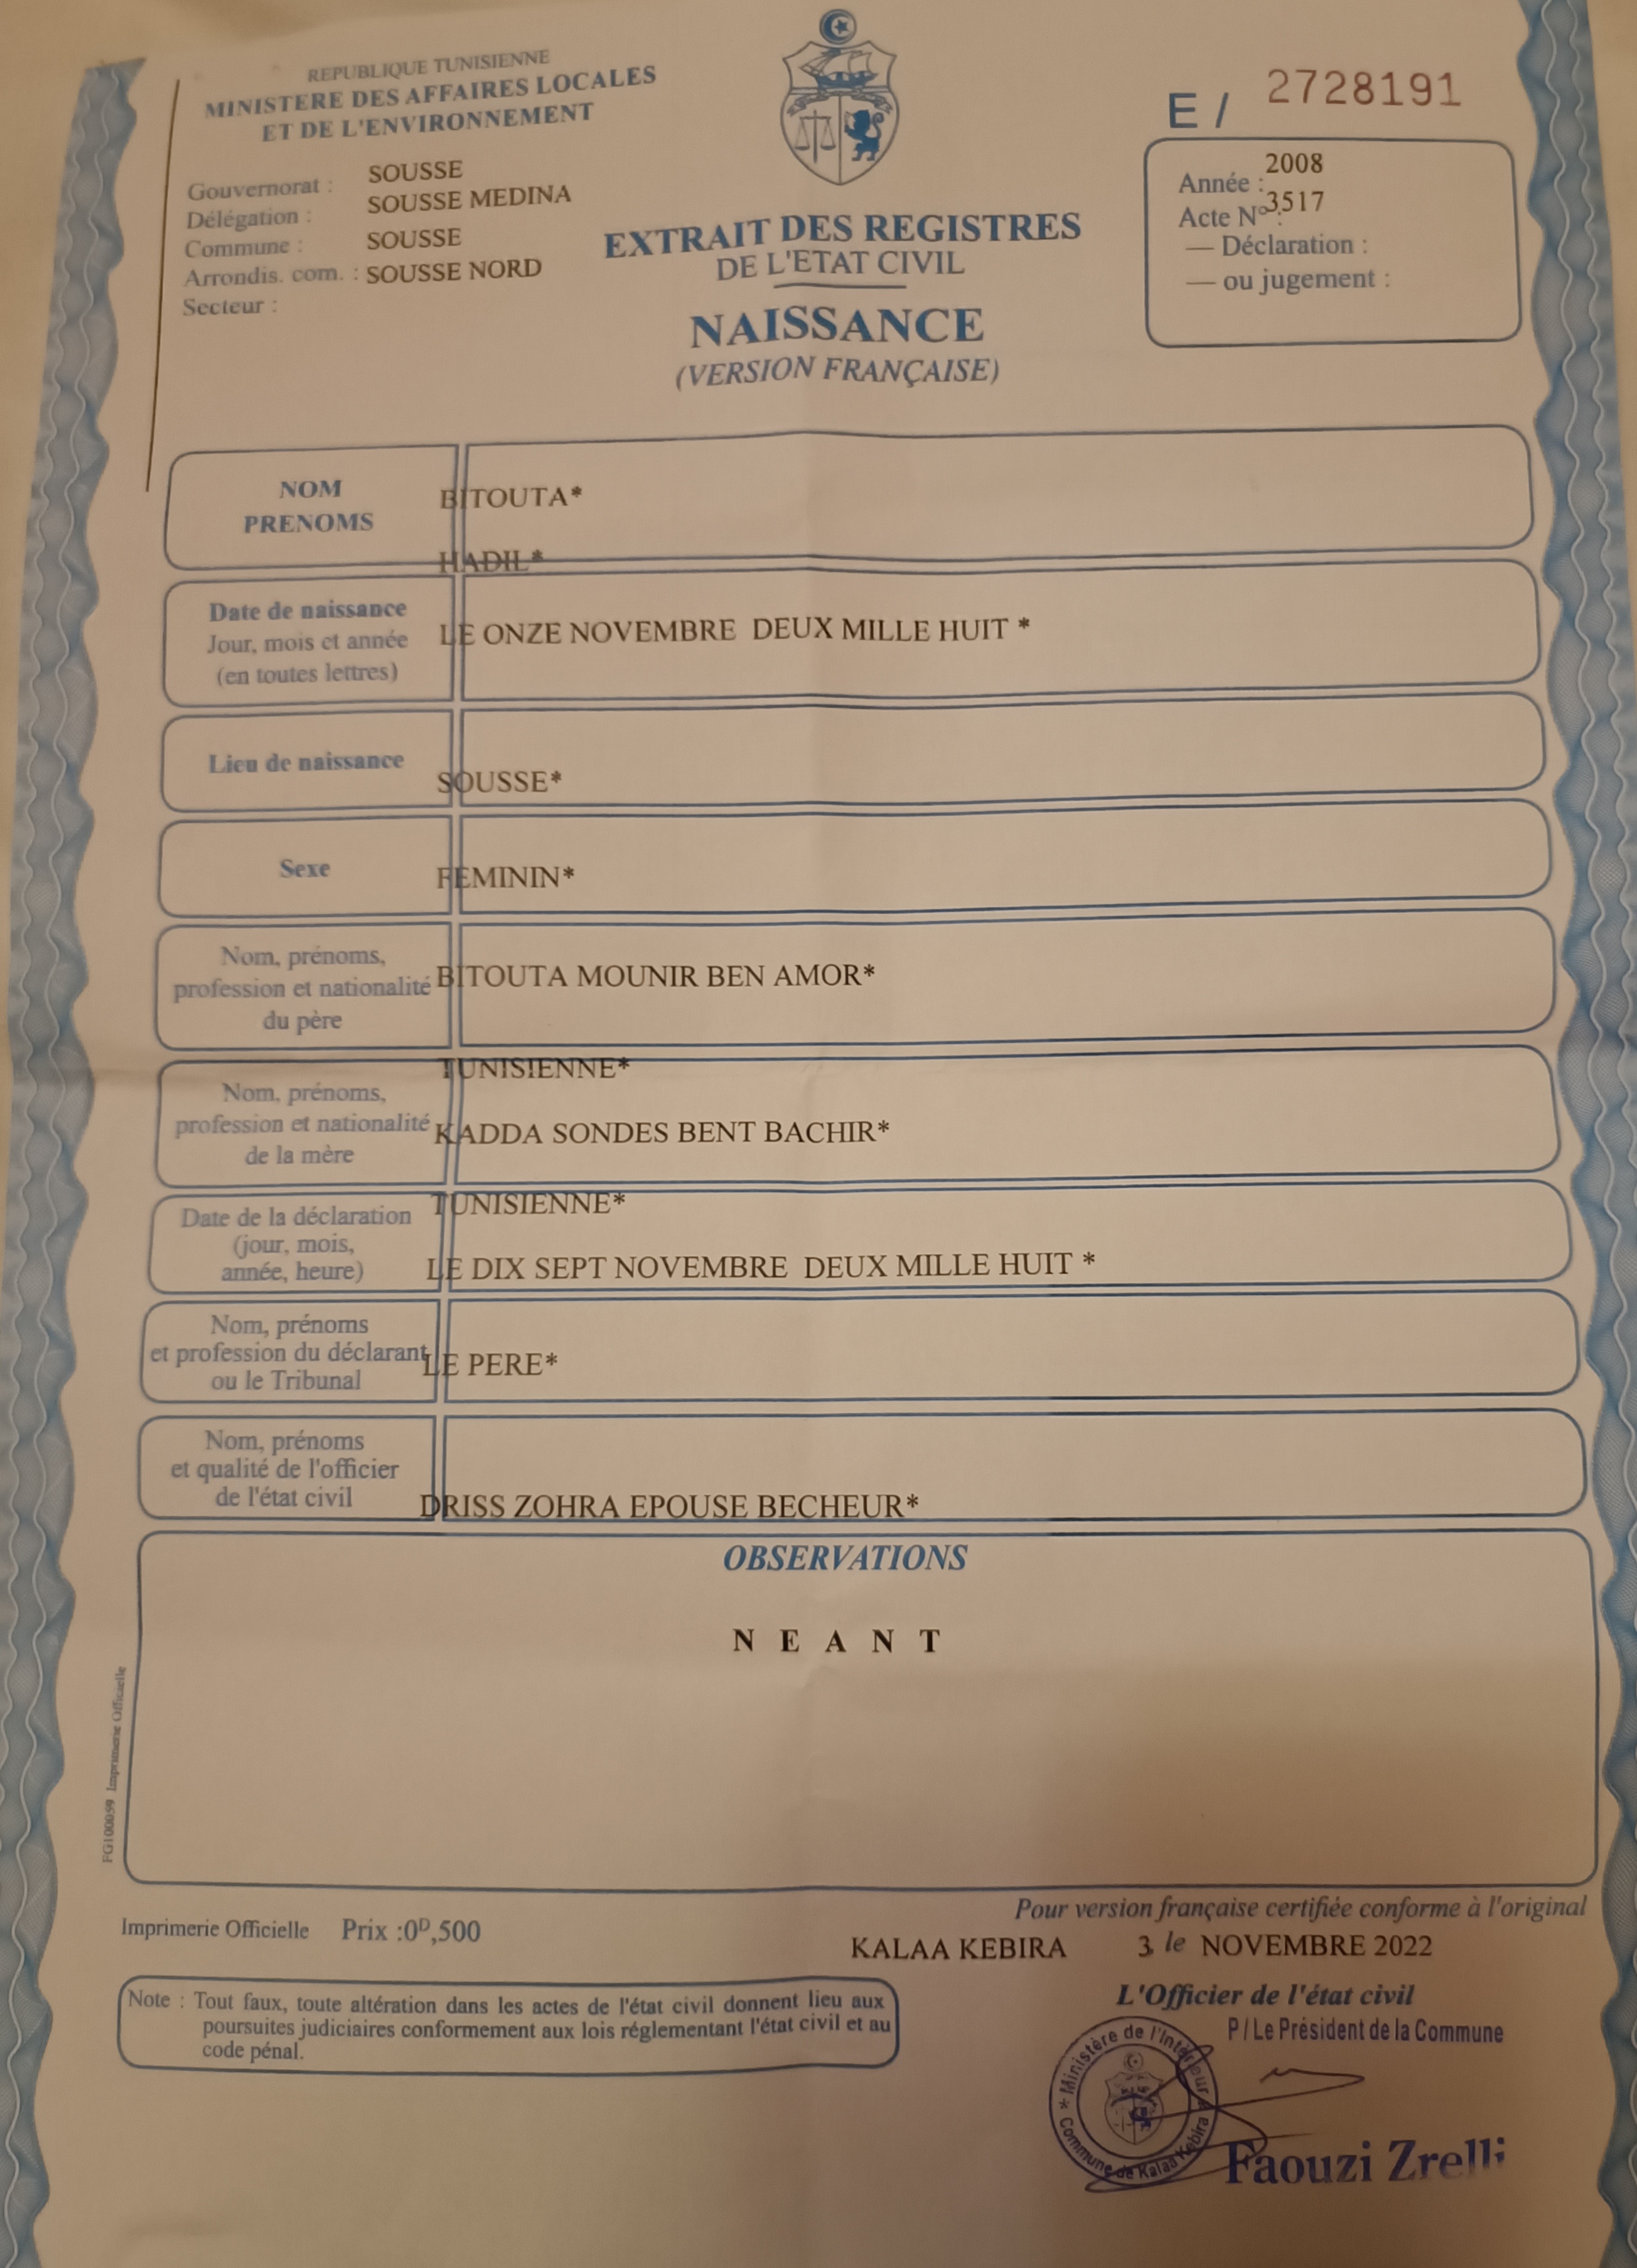 REPUBLIQUE TUNISIENNE
MINISTERE DES AFFAIRES LOCALES
ET DE L'ENVIRONNEMENT
Gouvernorat : SOUSSE
Délégation : SOUSSE MEDINA
Commune : SOUSSE
Arrondis. com. : SOUSSE NORD
Secteur :
E / 2728191
Année : 2008
Acte N° : 3517
— Déclaration :
— ou jugement :
EXTRAIT DES REGISTRES
DE L'ETAT CIVIL
NAISSANCE
(VERSION FRANÇAISE)
NOM
PRENOMS
BITOUTA*
HADIL*
Date de naissance
Jour, mois et année
(en toutes lettres)
LE ONZE NOVEMBRE DEUX MILLE HUIT *
Lieu de naissance
SOUSSE*
Sexe
FEMININ*
Nom, prénoms,
profession et nationalité
du père
BITOUTA MOUNIR BEN AMOR*
TUNISIENNE*
Nom, prénoms,
profession et nationalité
de la mère
KADDA SONDES BENT BACHIR*
TUNISIENNE*
Date de la déclaration
(jour, mois,
année, heure)
LE DIX SEPT NOVEMBRE DEUX MILLE HUIT *
Nom, prénoms
et profession du déclarant
ou le Tribunal
LE PERE*
Nom, prénoms
et qualité de l'officier
de l'état civil
DRISS ZOHRA EPOUSE BECHEUR*
OBSERVATIONS
N E A N T
FG100059 Imprimerie Officielle
Imprimerie Officielle Prix :0ᴰ,500
Pour version française certifiée conforme à l'original
KALAA KEBIRA 3 le NOVEMBRE 2022
L'Officier de l'état civil
P / Le Président de la Commune
Note : Tout faux, toute altération dans les actes de l'état civil donnent lieu aux
poursuites judiciaires conformement aux lois réglementant l'état civil et au
code pénal.
* Ministère de l'Intérieur *
Commune de Kalaa Kebira
Faouzi Zrelli